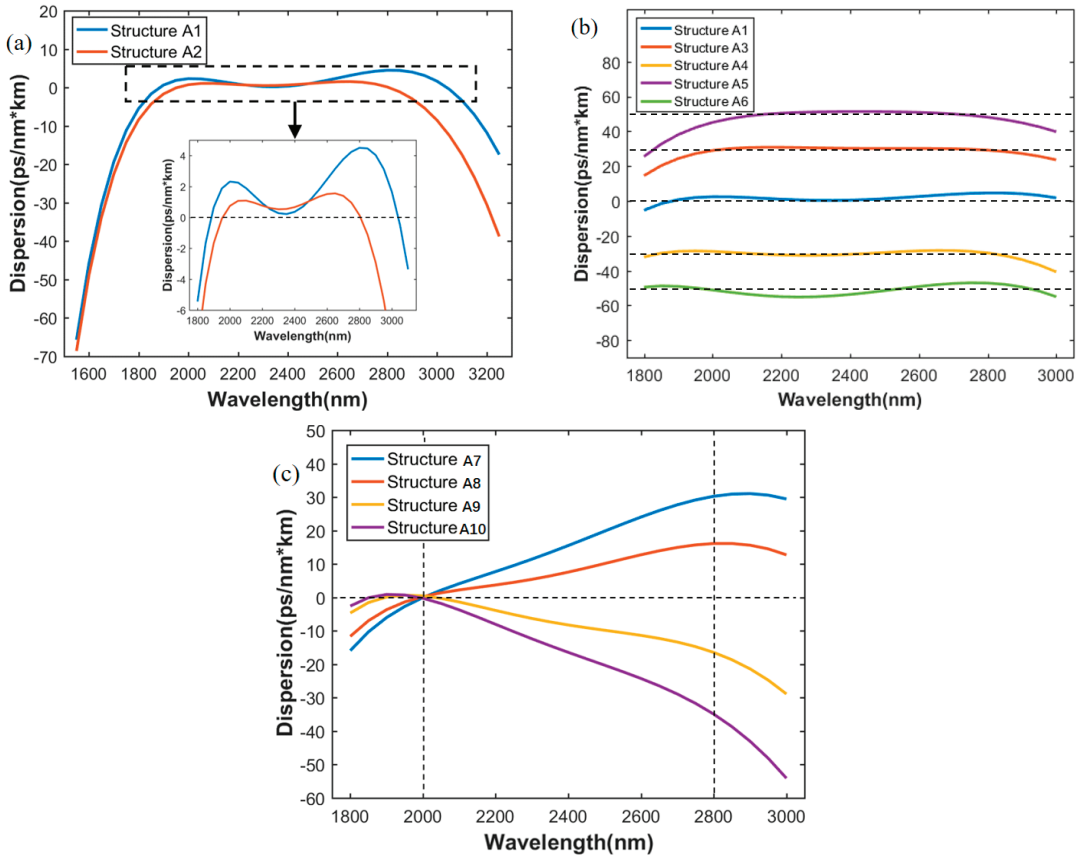 (a)
Dispersion(ps/nm*km)
20
10
0
-10
-20
-30
-40
-50
-60
-70
Structure A1
Structure A2
Dispersion(ps/nm*km)
4
2
0
-2
-4
-6
1800 2000 2200 2400 2600 2800 3000
Wavelength(nm)
1600 1800 2000 2200 2400 2600 2800 3000 3200
Wavelength(nm)
(b)
Dispersion(ps/nm*km)
80
60
40
20
0
-20
-40
-60
-80
Structure A1
Structure A3
Structure A4
Structure A5
Structure A6
1800 2000 2200 2400 2600 2800 3000
Wavelength(nm)
(c)
Dispersion(ps/nm*km)
50
40
30
20
10
0
-10
-20
-30
-40
-50
-60
Structure A7
Structure A8
Structure A9
Structure A10
1800 2000 2200 2400 2600 2800 3000
Wavelength(nm)